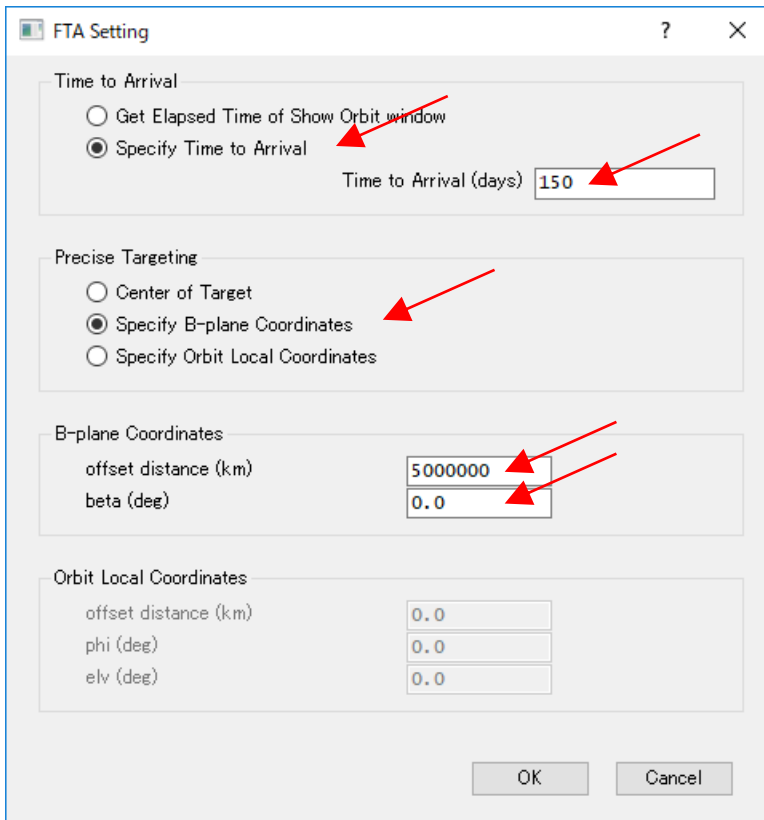 FTA Setting ? ×
Time to Arrival
Get Elapsed Time of Show Orbit window
Specify Time to Arrival
Time to Arrival (days) 150
Precise Targeting
Center of Target
Specify B-plane Coordinates
Specify Orbit Local Coordinates
B-plane Coordinates
offset distance (km) 5000000
beta (deg) 0.0
Orbit Local Coordinates
offset distance (km) 0.0
phi (deg) 0.0
elv (deg) 0.0
OK Cancel